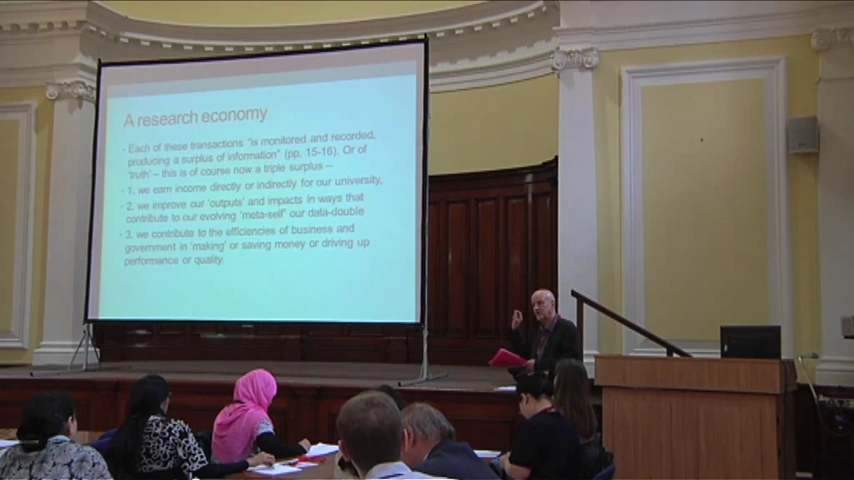 A research economy
· Each of these transactions "is monitored and recorded,
producing a surplus of information" (pp. 15-16). Or of
'truth' – this is of course now a triple surplus –
· 1. we earn income directly or indirectly for our university,
· 2. we improve our 'outputs' and impacts in ways that
contribute to our evolving 'meta-self' our data-double
· 3. we contribute to the efficiencies of business and
government in 'making' or saving money or driving up
performance or quality.